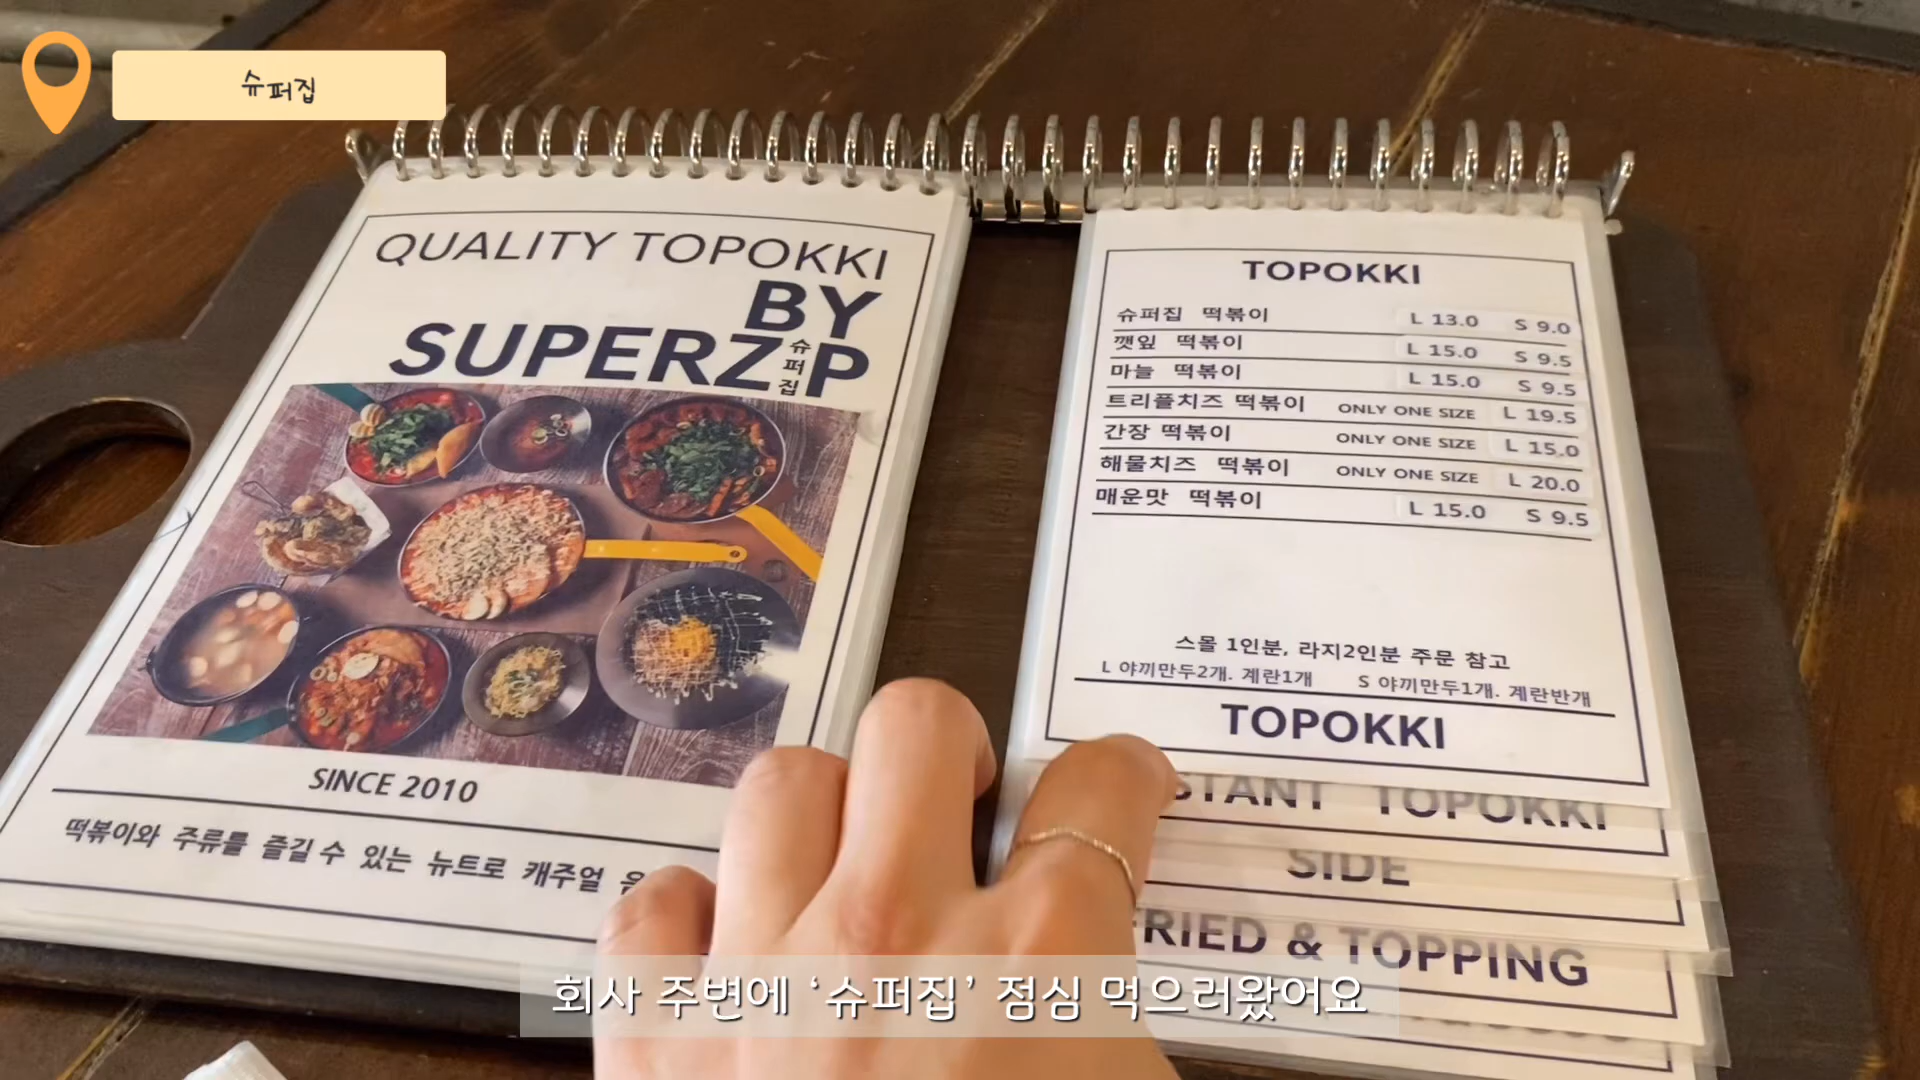 슈퍼집
QUALITY TOPOKKI
BY
SUPERZ슈퍼집P
SINCE 2010
떡볶이와 주류를 즐길 수 있는 뉴트로 캐주얼
TOPOKKI
슈퍼집 떡볶이 L 13.0 S 9.0
깻잎 떡볶이 L 15.0 S 9.5
마늘 떡볶이 L 15.0 S 9.5
트리플치즈 떡볶이 ONLY ONE SIZE L 19.5
간장 떡볶이 ONLY ONE SIZE L 15.0
해물치즈 떡볶이 ONLY ONE SIZE L 20.0
매운맛 떡볶이 L 15.0 S 9.5
스몰 1인분, 라지2인분 주문 참고
L 야끼만두2개. 계란1개 S 야끼만두1개. 계란반개
TOPOKKI
STANT TOPOKKI
SIDE
FRIED & TOPPING
회사 주변에 ‘슈퍼집’ 점심 먹으러왔어요